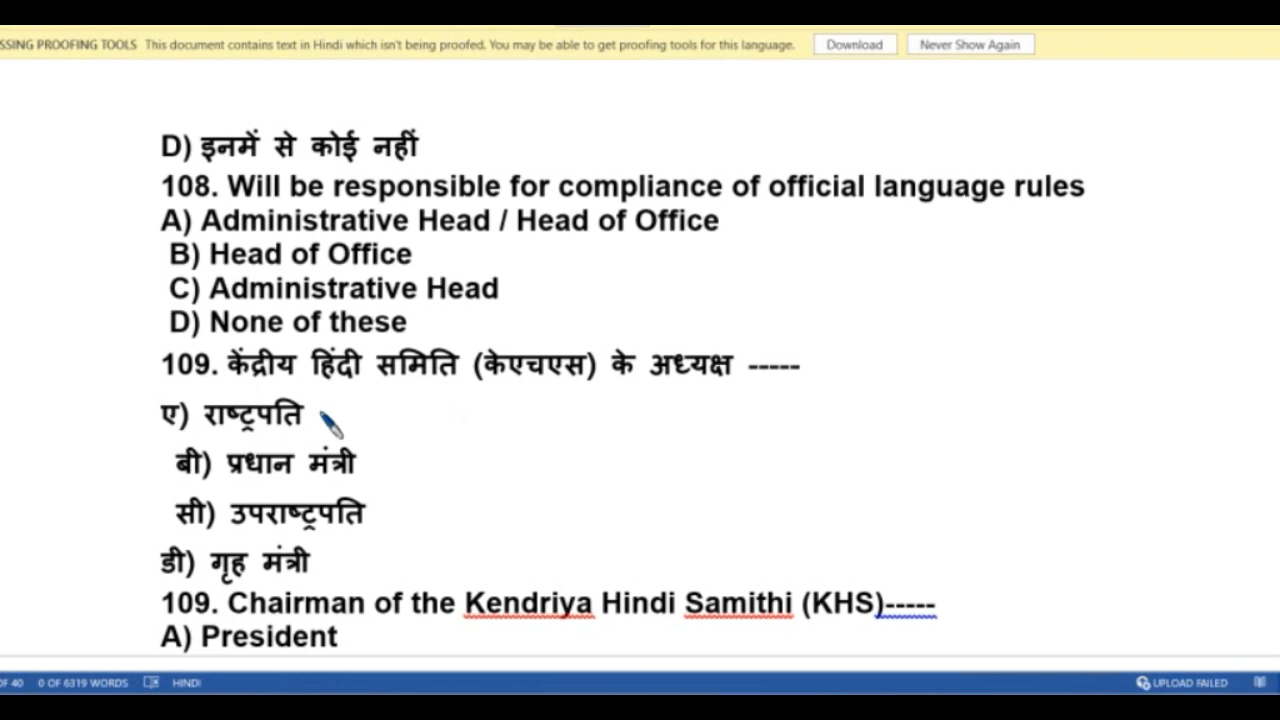 SSING PROOFING TOOLS This document contains text in Hindi which isn't being proofed. You may be able to get proofing tools for this language. Download Never Show Again
D) इनमें से कोई नहीं
108. Will be responsible for compliance of official language rules
A) Administrative Head / Head of Office
B) Head of Office
C) Administrative Head
D) None of these
109. केंद्रीय हिंदी समिति (केएचएस) के अध्यक्ष -----
ए) राष्ट्रपति
बी) प्रधान मंत्री
सी) उपराष्ट्रपति
डी) गृह मंत्री
109. Chairman of the Kendriya Hindi Samithi (KHS)-----
A) President
OF 40 0 OF 6319 WORDS HINDI UPLOAD FAILED